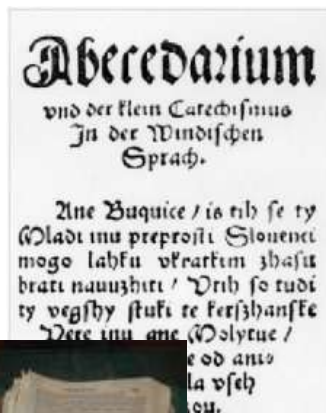 Abecedarium
vnd der klein Catechismus
In der Windischen
Sprach.
Ane Buquice / is tih se ty
Mladi inu preprosti Slouenci
mogo lahku vkratkim zhasu
brati nauuzhiti / Vtih so tudi
ty vegshy stuki te kerszhanske
Vere inu ane Molytue /
e od ane
la vseh